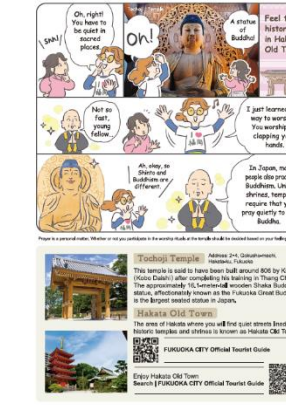 Oh, right!
You have to
be quiet in
sacred
places.
Shh!
Tochoji Temple
Oh!
A statue
of
Buddha!
Feel t
histor
in Hak
Old T
Not so
fast,
young
fellow...
I just learned
way to wors
You worship
clapping y
hands.
Ah, okay, so
Shinto and
Buddhism are
different.
In Japan, ma
people also prac
Buddhism. Un
shrines, temp
require that y
pray quietly to
Buddha.
Prayer is a personal matter. Whether or not you participate in the worship rituals at the temple should be decided based on your feeling
Tochoji Temple
Address: 2-4, Gokushomachi,
Hakata-ku, Fukuoka
This temple is said to have been built around 806 by K
(Kobo Daishi) after completing his training in Tang Chin
The approximately 16.1-meter-tall wooden Shaka Budd
statue, affectionately known as the Fukuoka Great Bud
is the largest seated statue in Japan.
Hakata Old Town
The area of Hakata where you will find quiet streets lined
historic temples and shrines is known as Hakata Old To
FUKUOKA CITY Official Tourist Guide
Enjoy Hakata Old Town
Search | FUKUOKA CITY Official Tourist Guide